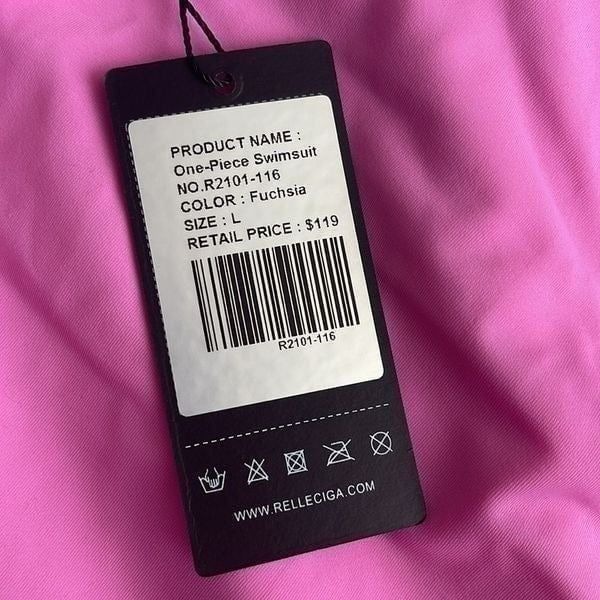 PRODUCT NAME :
One-Piece Swimsuit
NO.R2101-116
COLOR : Fuchsia
SIZE : L
RETAIL PRICE : $119
R2101-116
WWW.RELLECIGA.COM